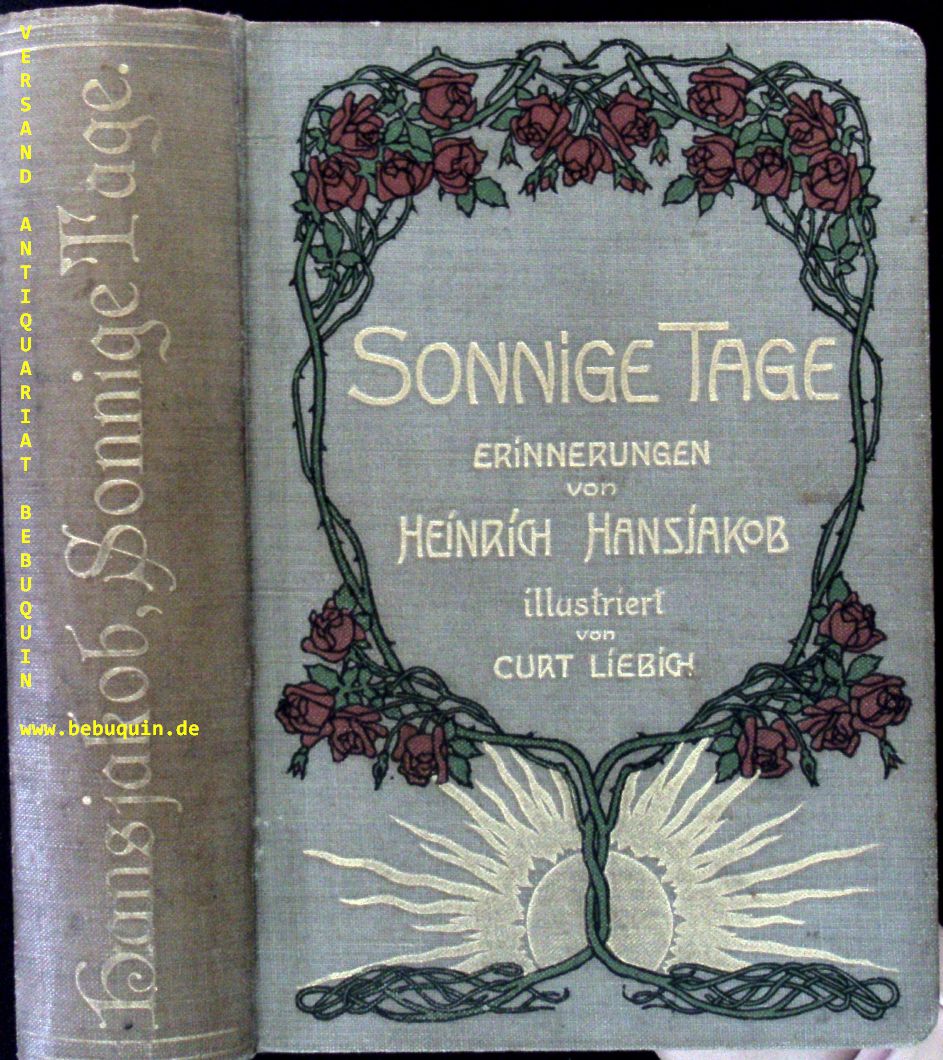 VERSAND ANTIQUARIAT BEBUQUIN
www.bebuquin.de
Hansjakob, Sonnige Tage.
SONNiGE TAGE
ERiNNERUNGEN
von
HEiNRiCH HANSJAKOB
illustriert
von
CURT LiEBiCH